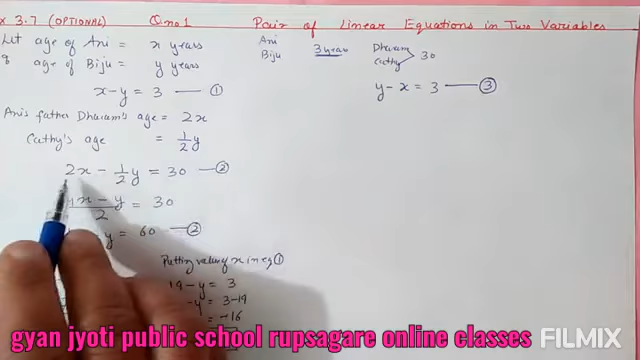 x 3.7 (OPTIONAL) Q.no 1 Pair of Linear Equations in Two Variables
Let age of Ani = x years
& age of Biju = y years
x - y = 3 — ①
Ani's father Dharam's age = 2x
Cathy's age = 1/2 y
2x - 1/2 y = 30 — ②
4x - y / 2 = 30
y = 60 — ②
Putting value of x in eq ①
19 - y = 3
-y = 3-19
= -16
Ani
Biju 3 years
Dharam
Cathy > 30
y - x = 3 — ③
gyan jyoti public school rupsagare online classes
FILMIX